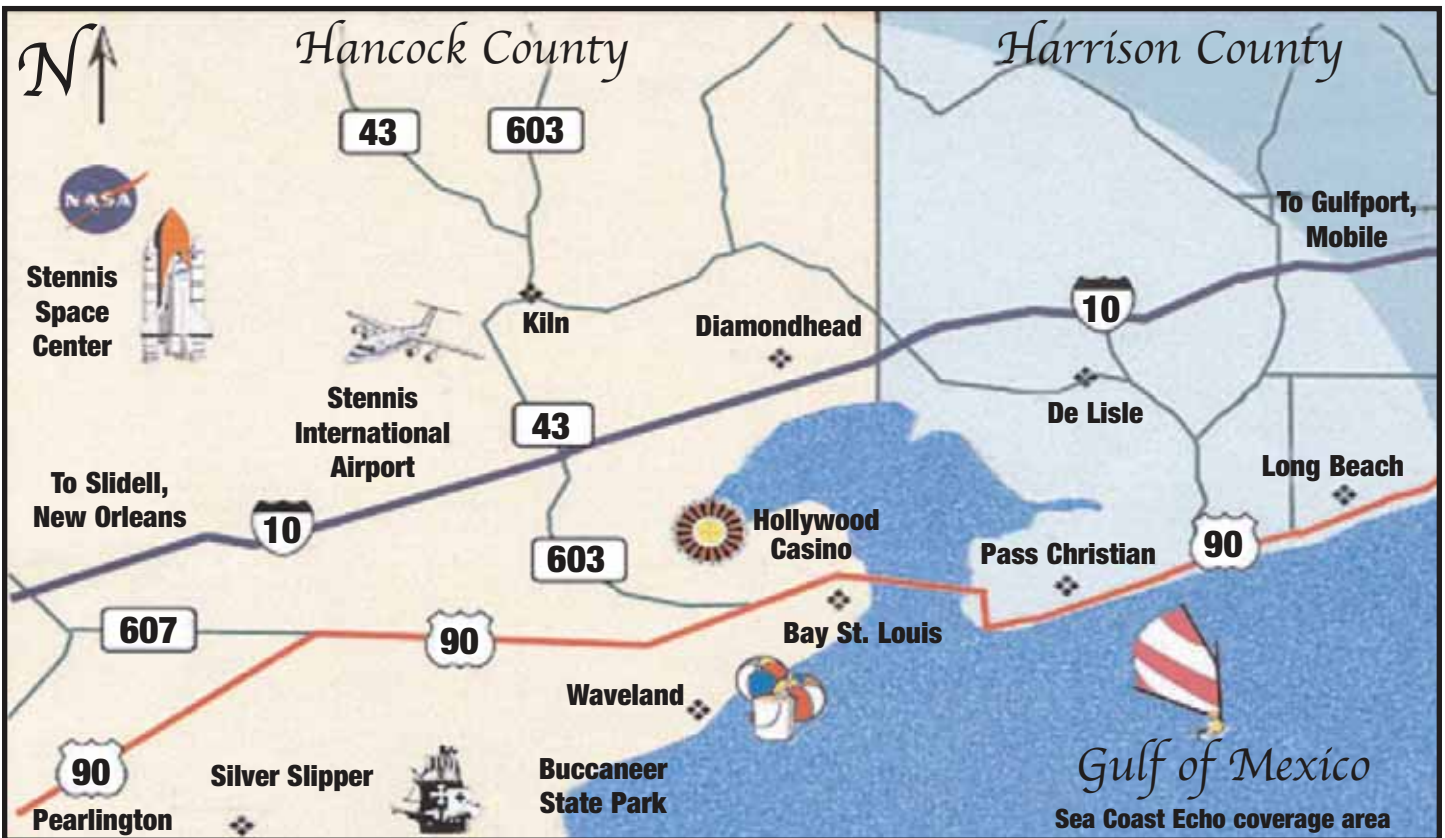 N
Hancock County
Harrison County
43
603
NASA
To Gulfport,
Mobile
Stennis
Space
Center
Kiln
Diamondhead
10
Stennis
International
Airport
43
De Lisle
To Slidell,
New Orleans
10
Long Beach
Hollywood
Casino
603
Pass Christian
90
607
90
Bay St. Louis
Waveland
90
Silver Slipper
Buccaneer
State Park
Gulf of Mexico
Pearlington
Sea Coast Echo coverage area